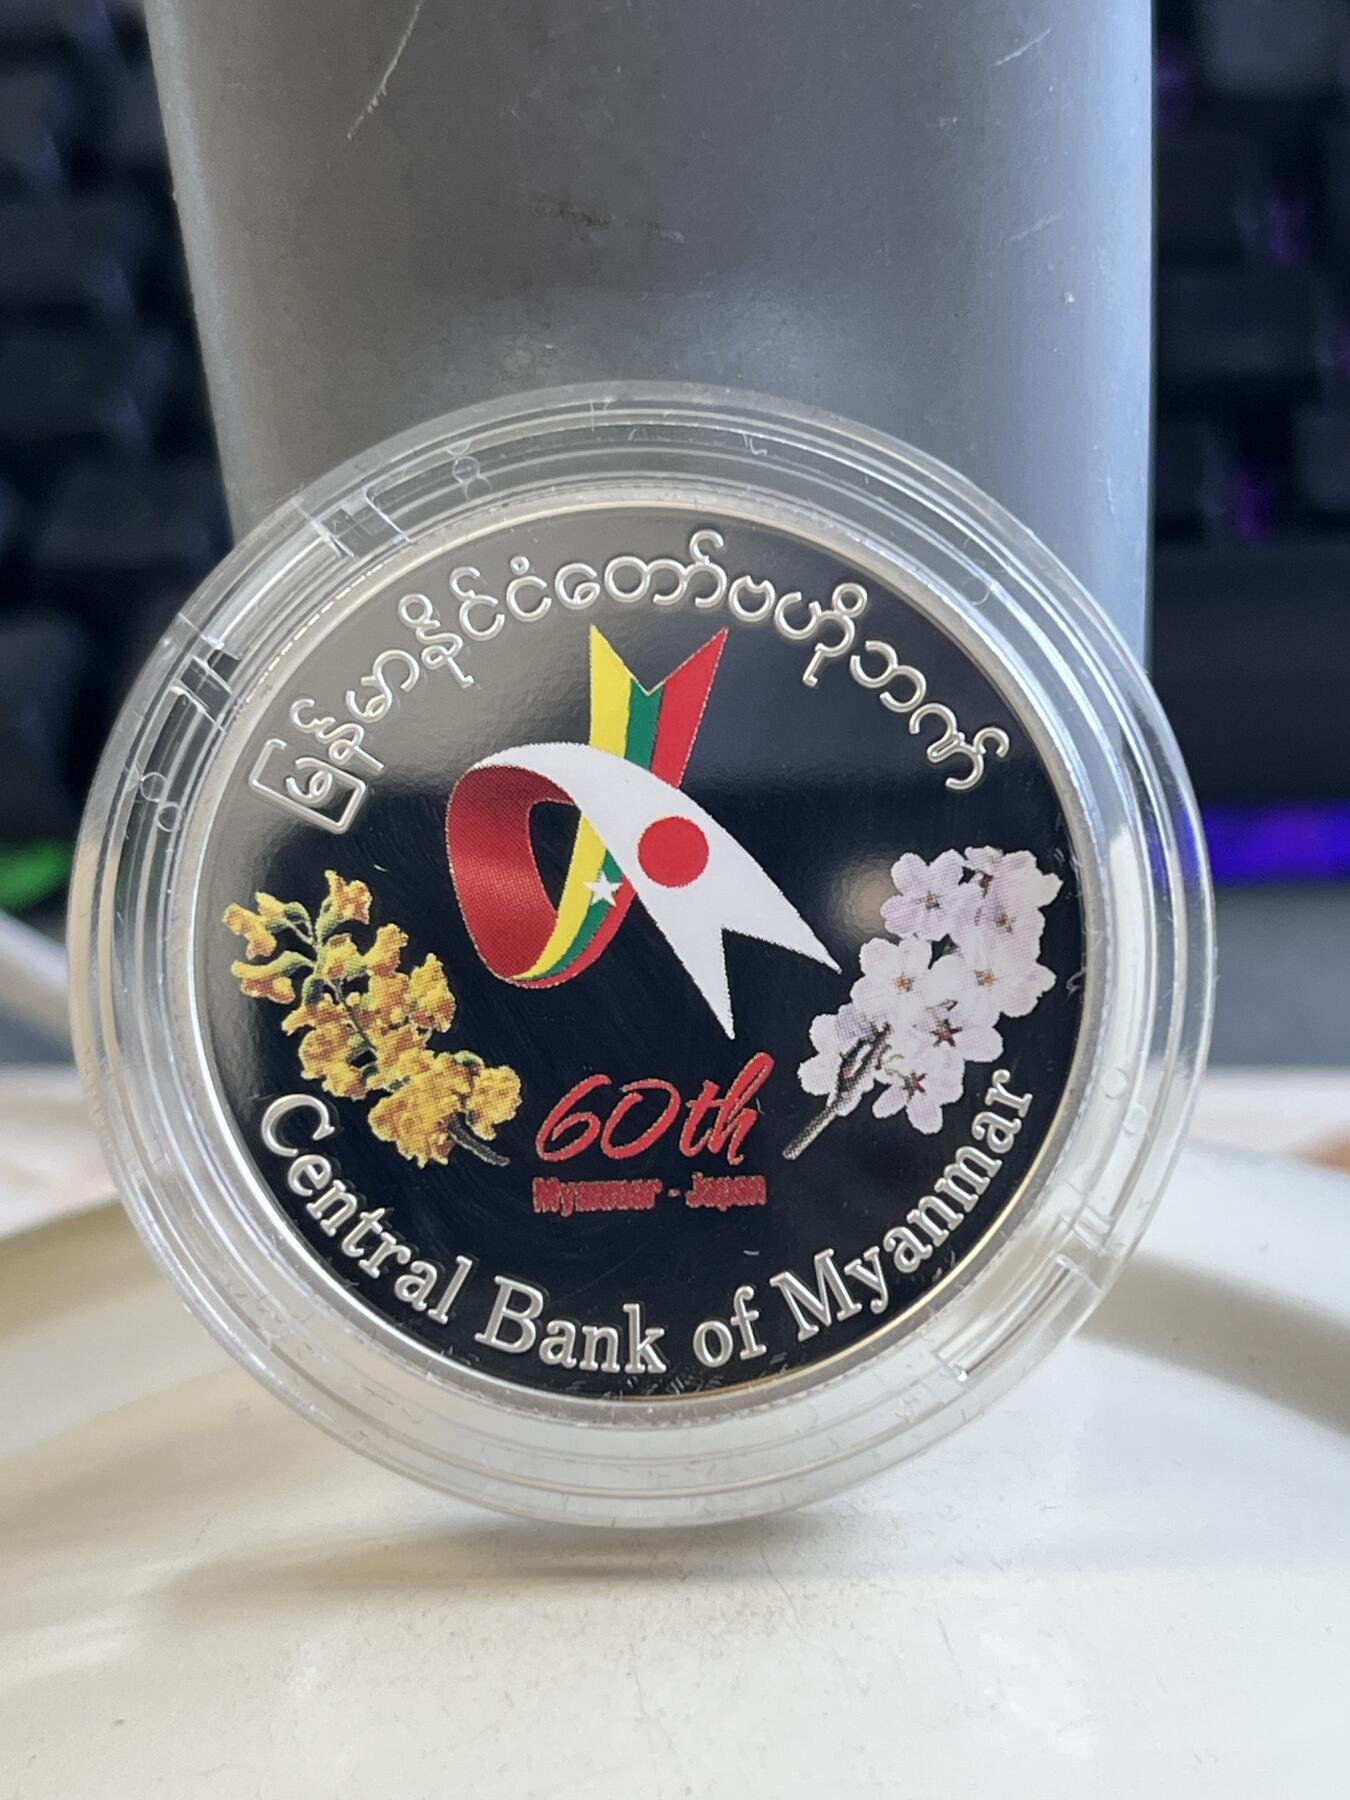 မြန်မာနိုင်ငံတော်ဗဟိုဘဏ်
60th
Myanmar - Japan
Central Bank of Myanmar